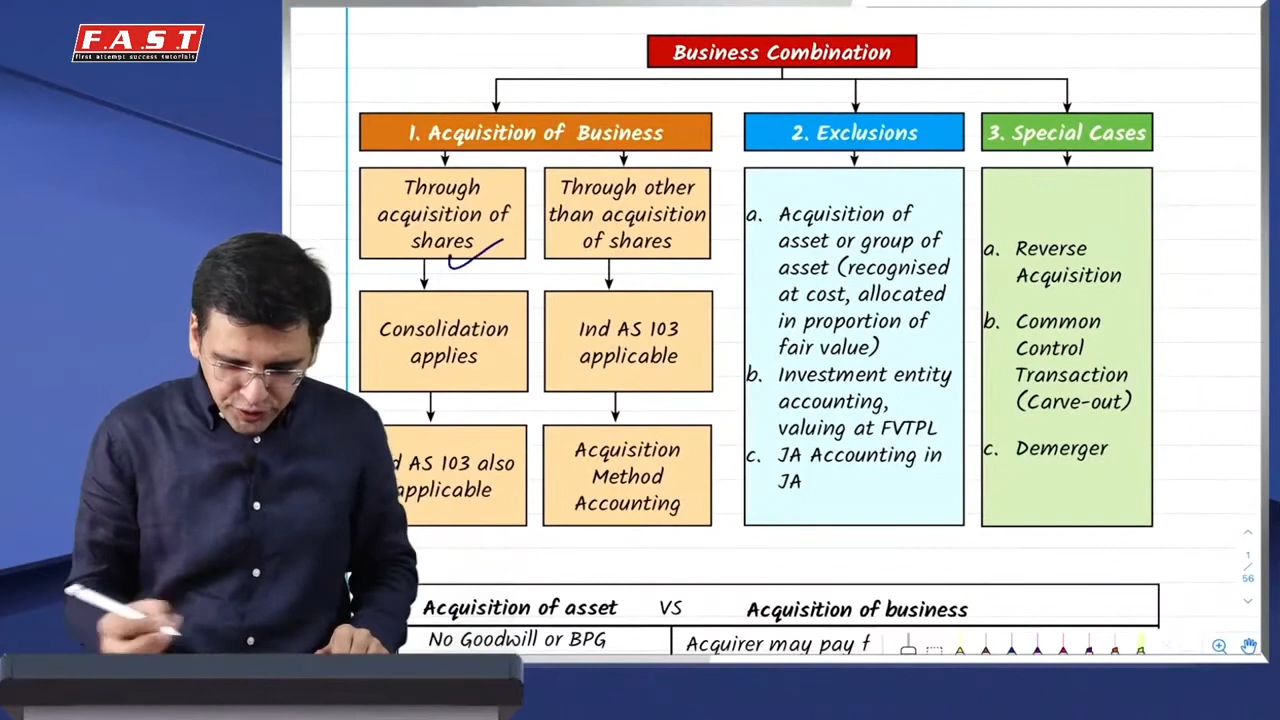 F.A.S.T
first attempt success tutorials
Business Combination
1. Acquisition of Business
2. Exclusions
3. Special Cases
Through
acquisition of
shares
Through other
than acquisition
of shares
Consolidation
applies
Ind AS 103
applicable
AS 103 also
applicable
Acquisition
Method
Accounting
a. Acquisition of
asset or group of
asset (recognised
at cost, allocated
in proportion of
fair value)
b. Investment entity
accounting,
valuing at FVTPL
c. JA Accounting in
JA
a. Reverse
Acquisition
b. Common
Control
Transaction
(Carve-out)
c. Demerger
1
/
56
Acquisition of asset VS Acquisition of business
No Goodwill or BPG
Acquirer may pay